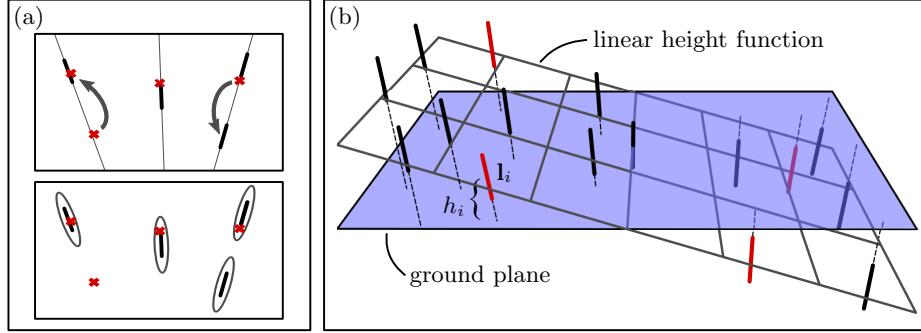 (a)
(b)
linear height function
l_i
h_i {
ground plane